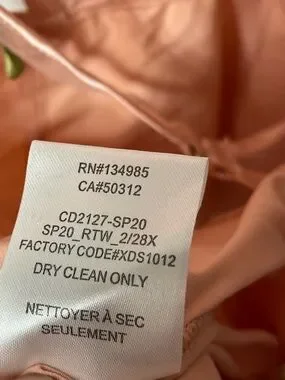 RN#134985
CA#50312
CD2127-SP20
SP20_RTW_2/28X
FACTORY CODE#XDS1012
DRY CLEAN ONLY
NETTOYER À SEC
SEULEMENT